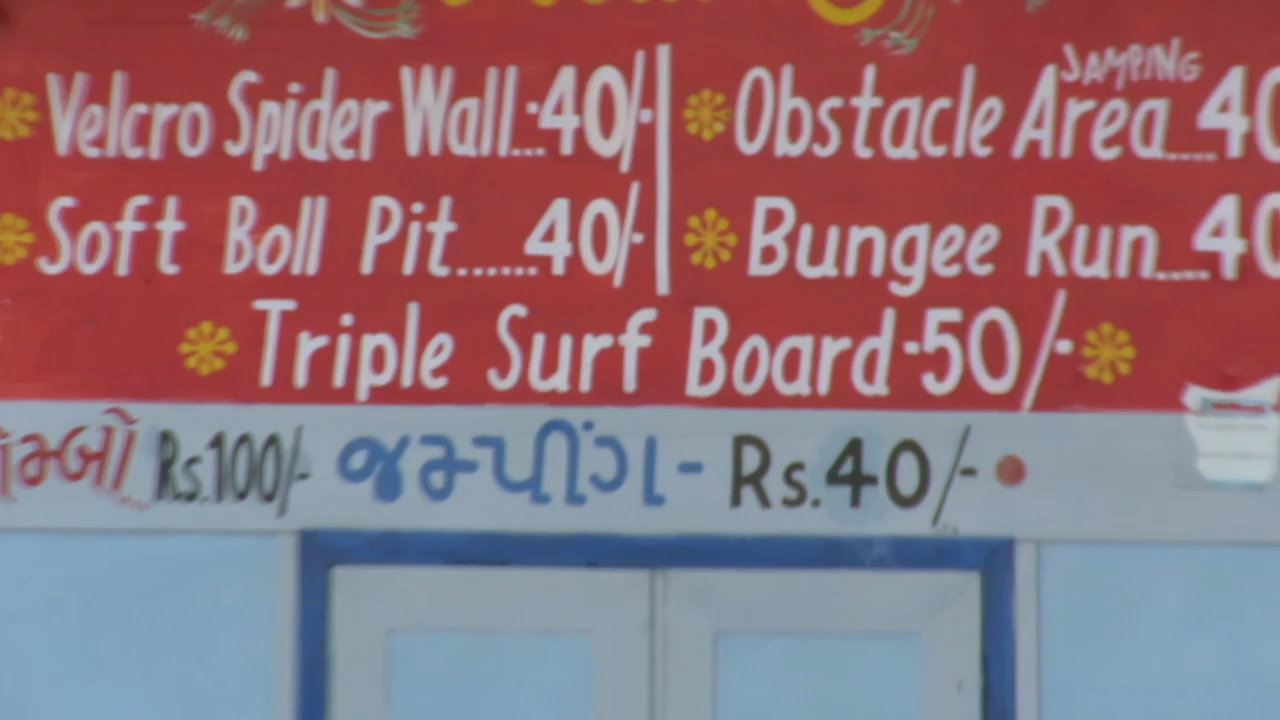 Velcro Spider Wall...40/-
JAMPING
Obstacle Area....40
Soft Boll Pit......40/-
Bungee Run....40
Triple Surf Board-50/-
Rs.100/- જમ્પીંગ - Rs.40/-